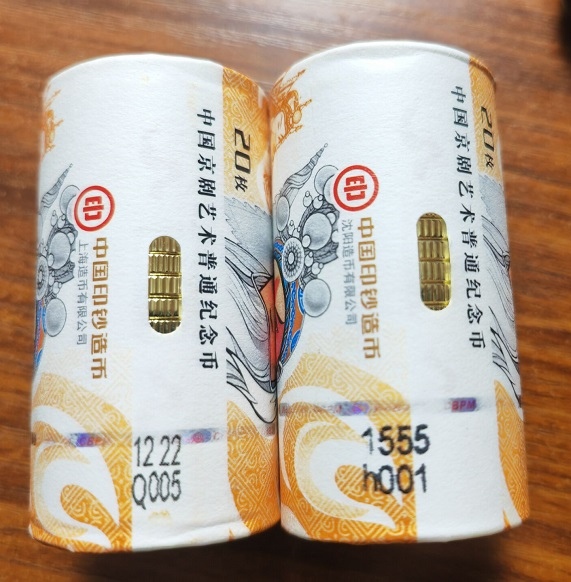 20枚
中国京剧艺术普通纪念币
中国印钞造币
上海造币有限公司
12 22
Q005
20枚
中国京剧艺术普通纪念币
中国印钞造币
沈阳造币有限公司
BPM
1555
h001